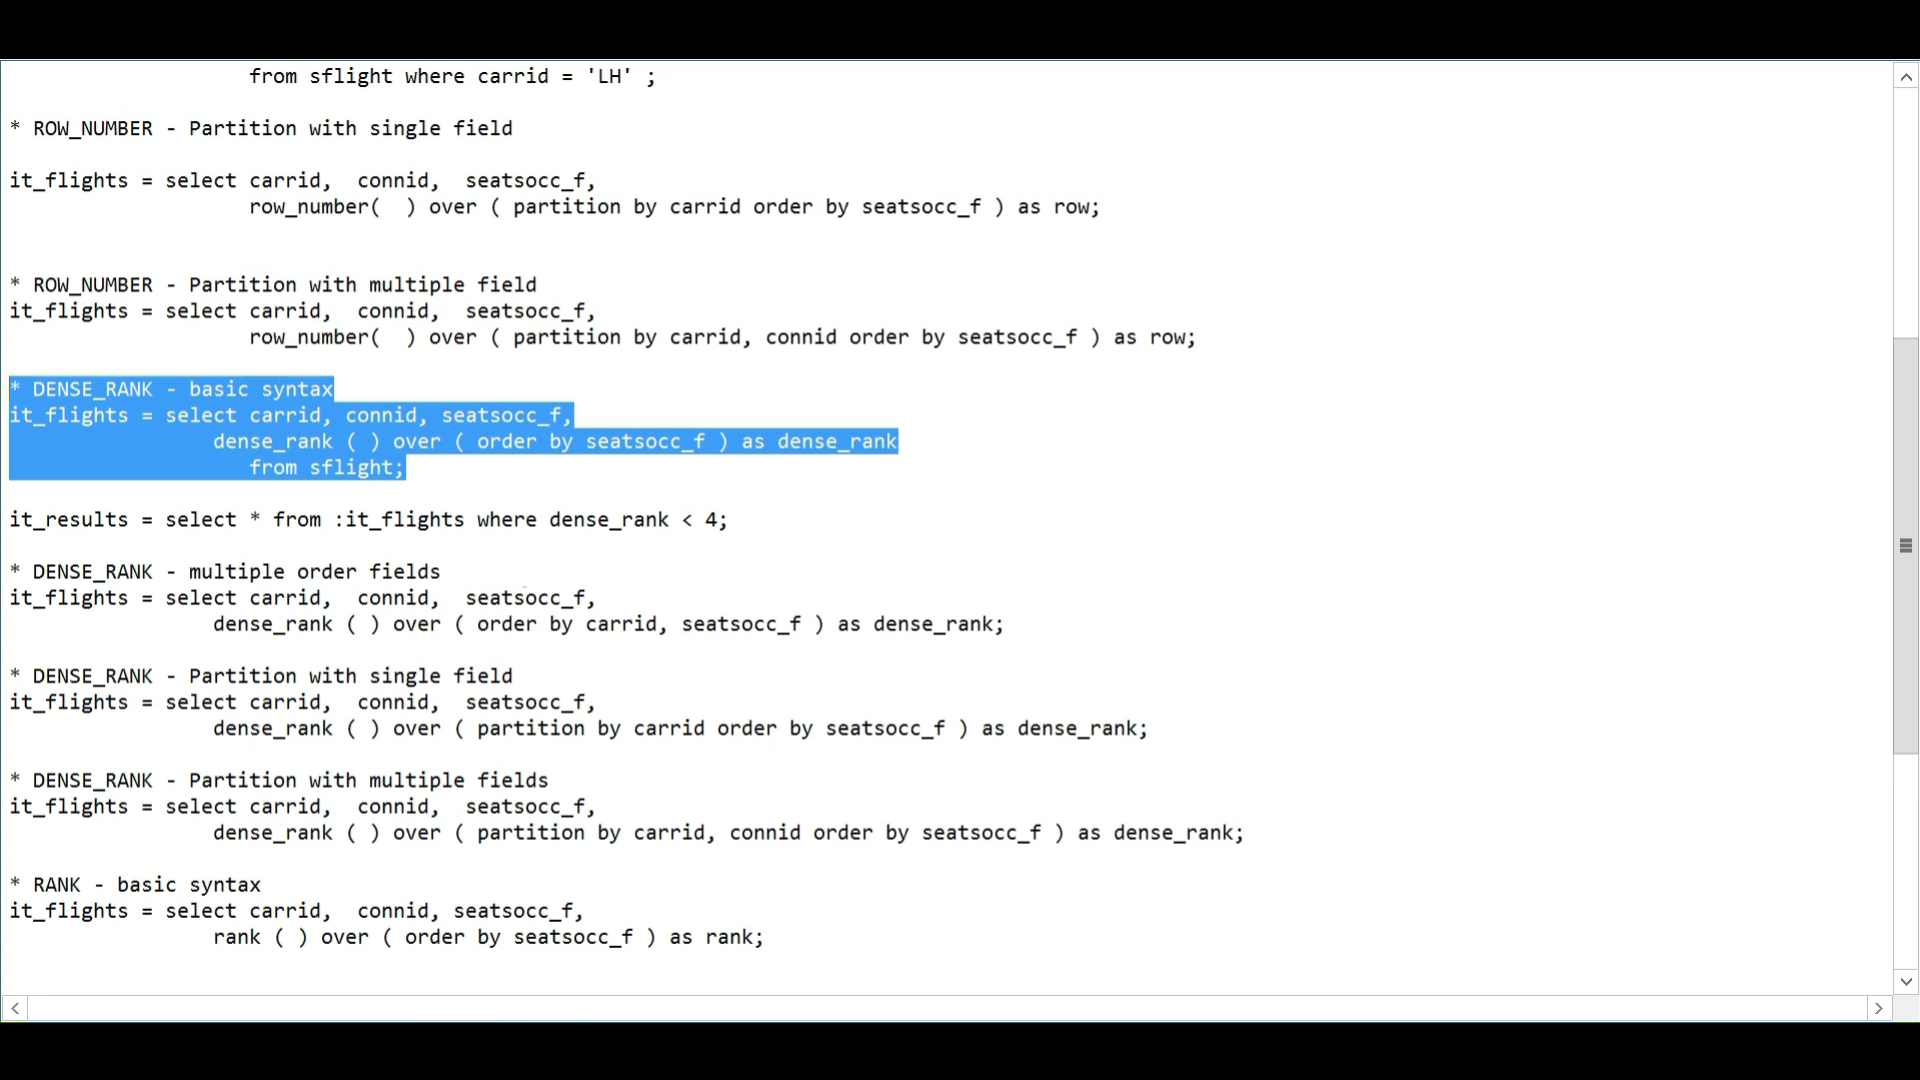 from sflight where carrid = 'LH' ;
* ROW_NUMBER - Partition with single field
it_flights = select carrid,  connid,  seatsocc_f,
row_number(  ) over ( partition by carrid order by seatsocc_f ) as row;
* ROW_NUMBER - Partition with multiple field
it_flights = select carrid,  connid,  seatsocc_f,
row_number(  ) over ( partition by carrid, connid order by seatsocc_f ) as row;
* DENSE_RANK - basic syntax
it_flights = select carrid, connid, seatsocc_f,
dense_rank ( ) over ( order by seatsocc_f ) as dense_rank
from sflight;
it_results = select * from :it_flights where dense_rank < 4;
* DENSE_RANK - multiple order fields
it_flights = select carrid,  connid,  seatsocc_f,
dense_rank ( ) over ( order by carrid, seatsocc_f ) as dense_rank;
* DENSE_RANK - Partition with single field
it_flights = select carrid,  connid,  seatsocc_f,
dense_rank ( ) over ( partition by carrid order by seatsocc_f ) as dense_rank;
* DENSE_RANK - Partition with multiple fields
it_flights = select carrid,  connid,  seatsocc_f,
dense_rank ( ) over ( partition by carrid, connid order by seatsocc_f ) as dense_rank;
* RANK - basic syntax
it_flights = select carrid,  connid, seatsocc_f,
rank ( ) over ( order by seatsocc_f ) as rank;